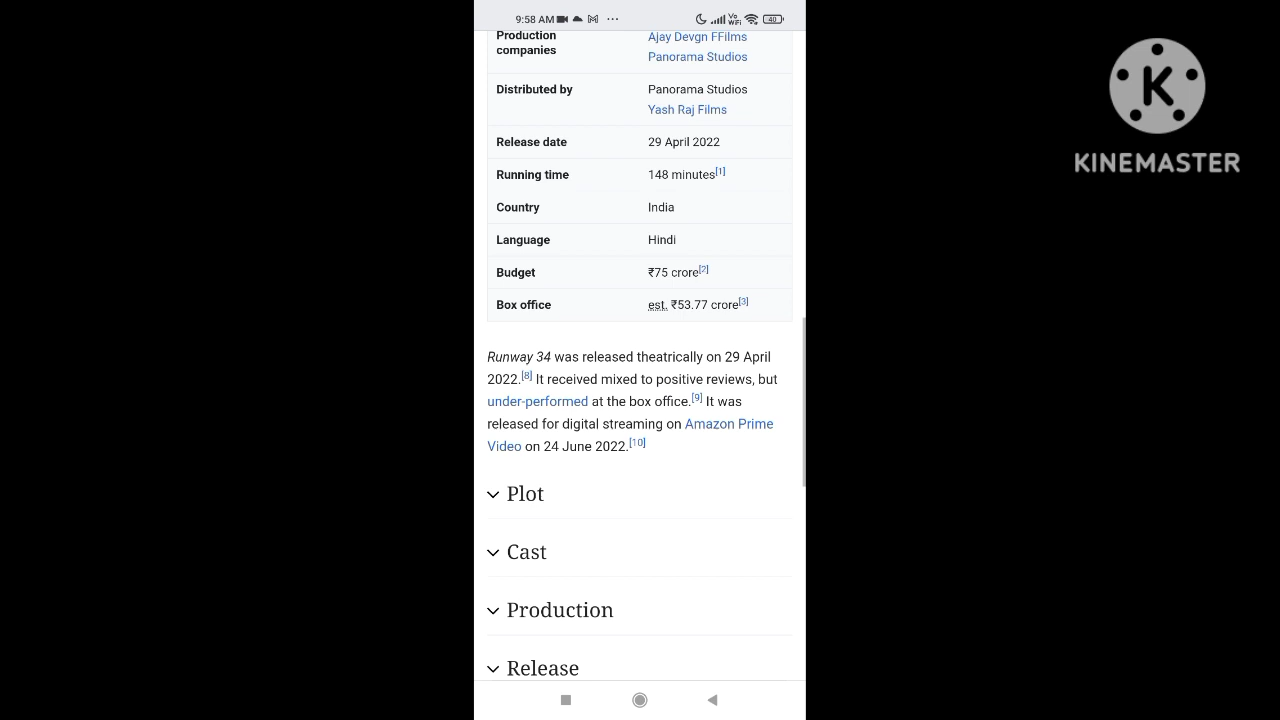 9:58 AM
Vo
WiFi
40
Production
companies
Ajay Devgn FFilms
Panorama Studios
Distributed by
Panorama Studios
Yash Raj Films
Release date
29 April 2022
Running time
148 minutes[1]
Country
India
Language
Hindi
Budget
₹75 crore[2]
Box office
est. ₹53.77 crore[3]
Runway 34 was released theatrically on 29 April
2022.[8] It received mixed to positive reviews, but
under-performed at the box office.[9] It was
released for digital streaming on Amazon Prime
Video on 24 June 2022.[10]
Plot
Cast
Production
Release
K
KINEMASTER